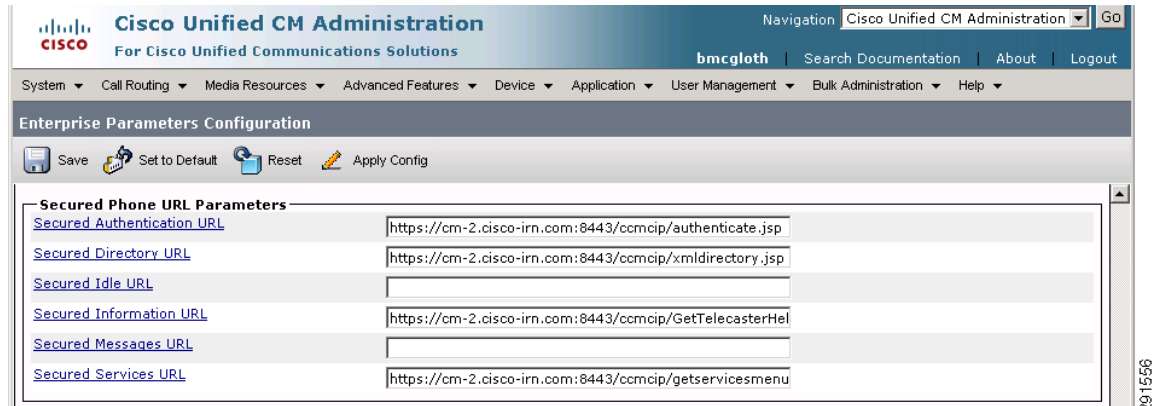 Cisco Unified CM Administration
For Cisco Unified Communications Solutions
CISCO
Navigation Cisco Unified CM Administration Go
bmcgloth Search Documentation About Logout
System Call Routing Media Resources Advanced Features Device Application User Management Bulk Administration Help
Enterprise Parameters Configuration
Save Set to Default Reset Apply Config
Secured Phone URL Parameters
Secured Authentication URL https://cm-2.cisco-irn.com:8443/ccmcip/authenticate.jsp
Secured Directory URL https://cm-2.cisco-irn.com:8443/ccmcip/xmldirectory.jsp
Secured Idle URL
Secured Information URL https://cm-2.cisco-irn.com:8443/ccmcip/GetTelecasterHel
Secured Messages URL
Secured Services URL https://cm-2.cisco-irn.com:8443/ccmcip/getservicesmenu
291556